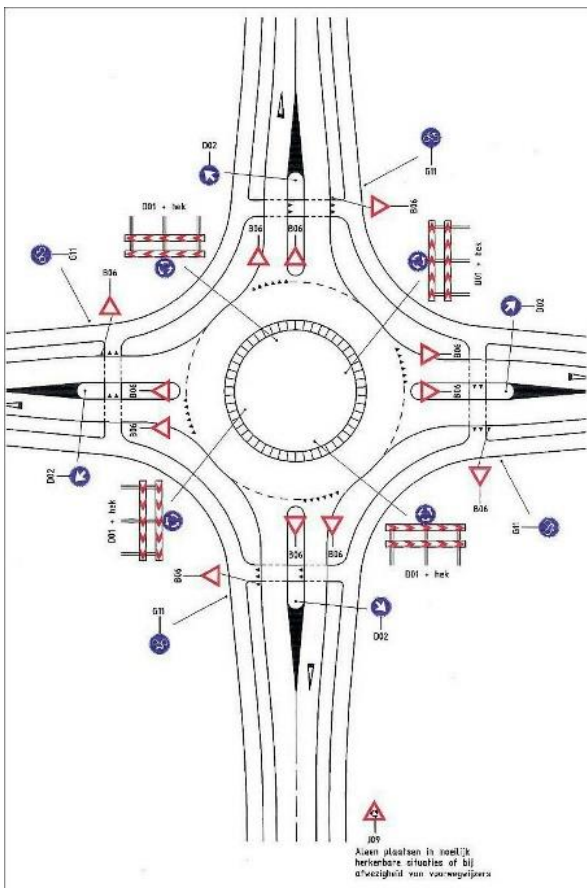 D02
G11
B06
D01 + hek
B06
B06
B06
G11
B06
D01 + hek
D02
B06
B06
B06
B06
D02
D01 + hek
B06
G11
B06
B06
D01 + hek
B06
G11
D02
J09
Aleen plaatsen in moeilijk
herkenbare situaties of bij
afwezigheid van voorwegwijzers